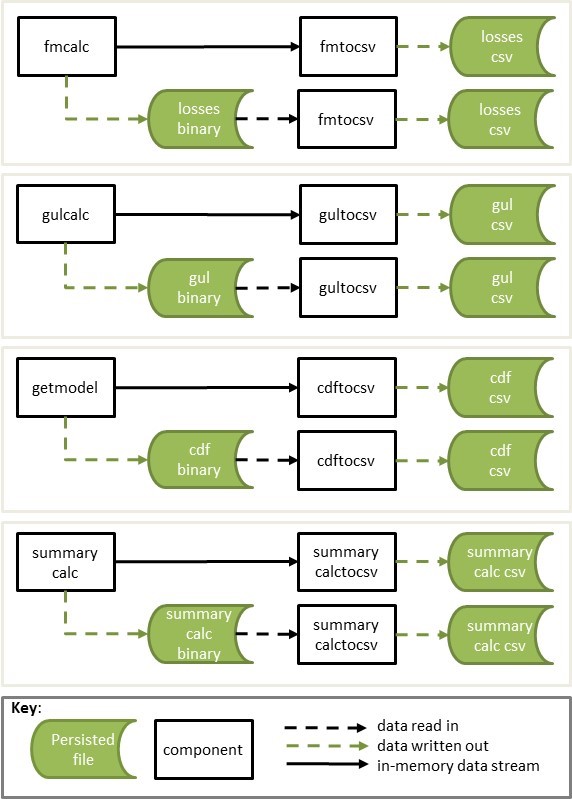 fmcalc
fmtocsv
losses
csv
losses
binary
fmtocsv
losses
csv
gulcalc
gultocsv
gul
csv
gul
binary
gultocsv
gul
csv
getmodel
cdftocsv
cdf
csv
cdf
binary
cdftocsv
cdf
csv
summary
calc
summary
calctocsv
summary
calc csv
summary
calc
binary
summary
calctocsv
summary
calc csv
Key:
Persisted
file
component
data read in
data written out
in-memory data stream